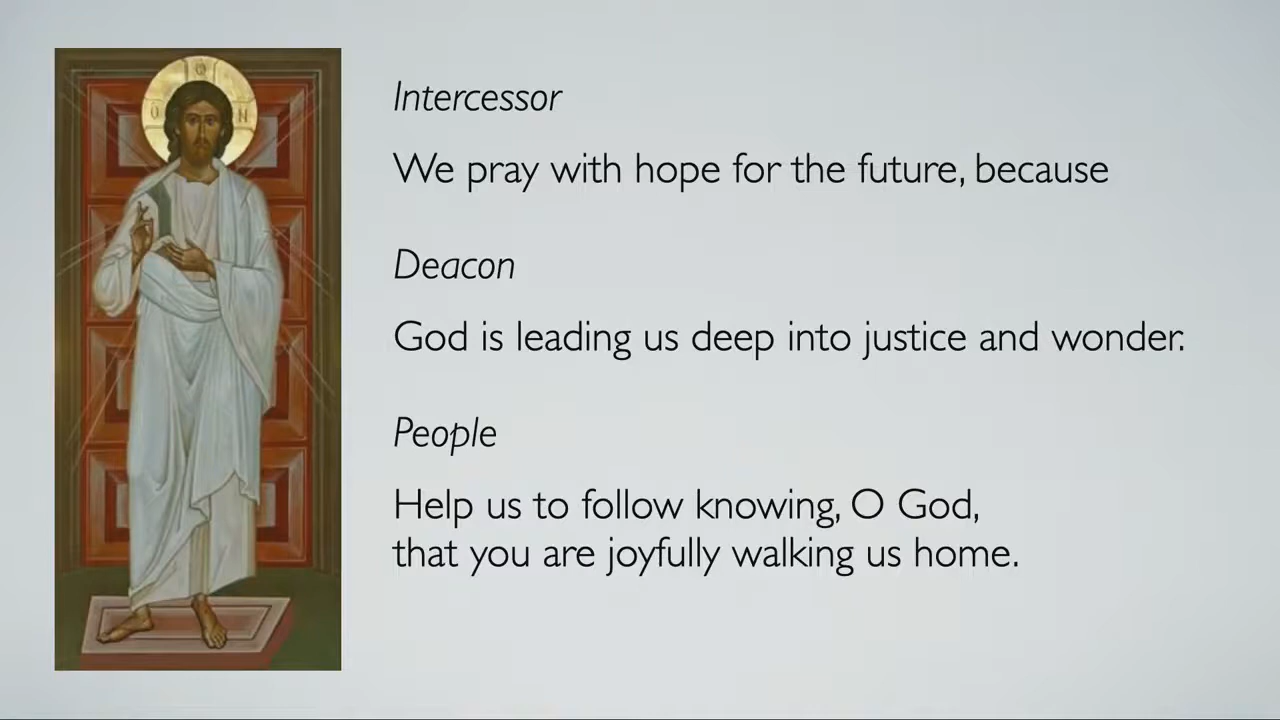 Ο
Ω Ν
Intercessor
We pray with hope for the future, because
Deacon
God is leading us deep into justice and wonder.
People
Help us to follow knowing, O God,
that you are joyfully walking us home.